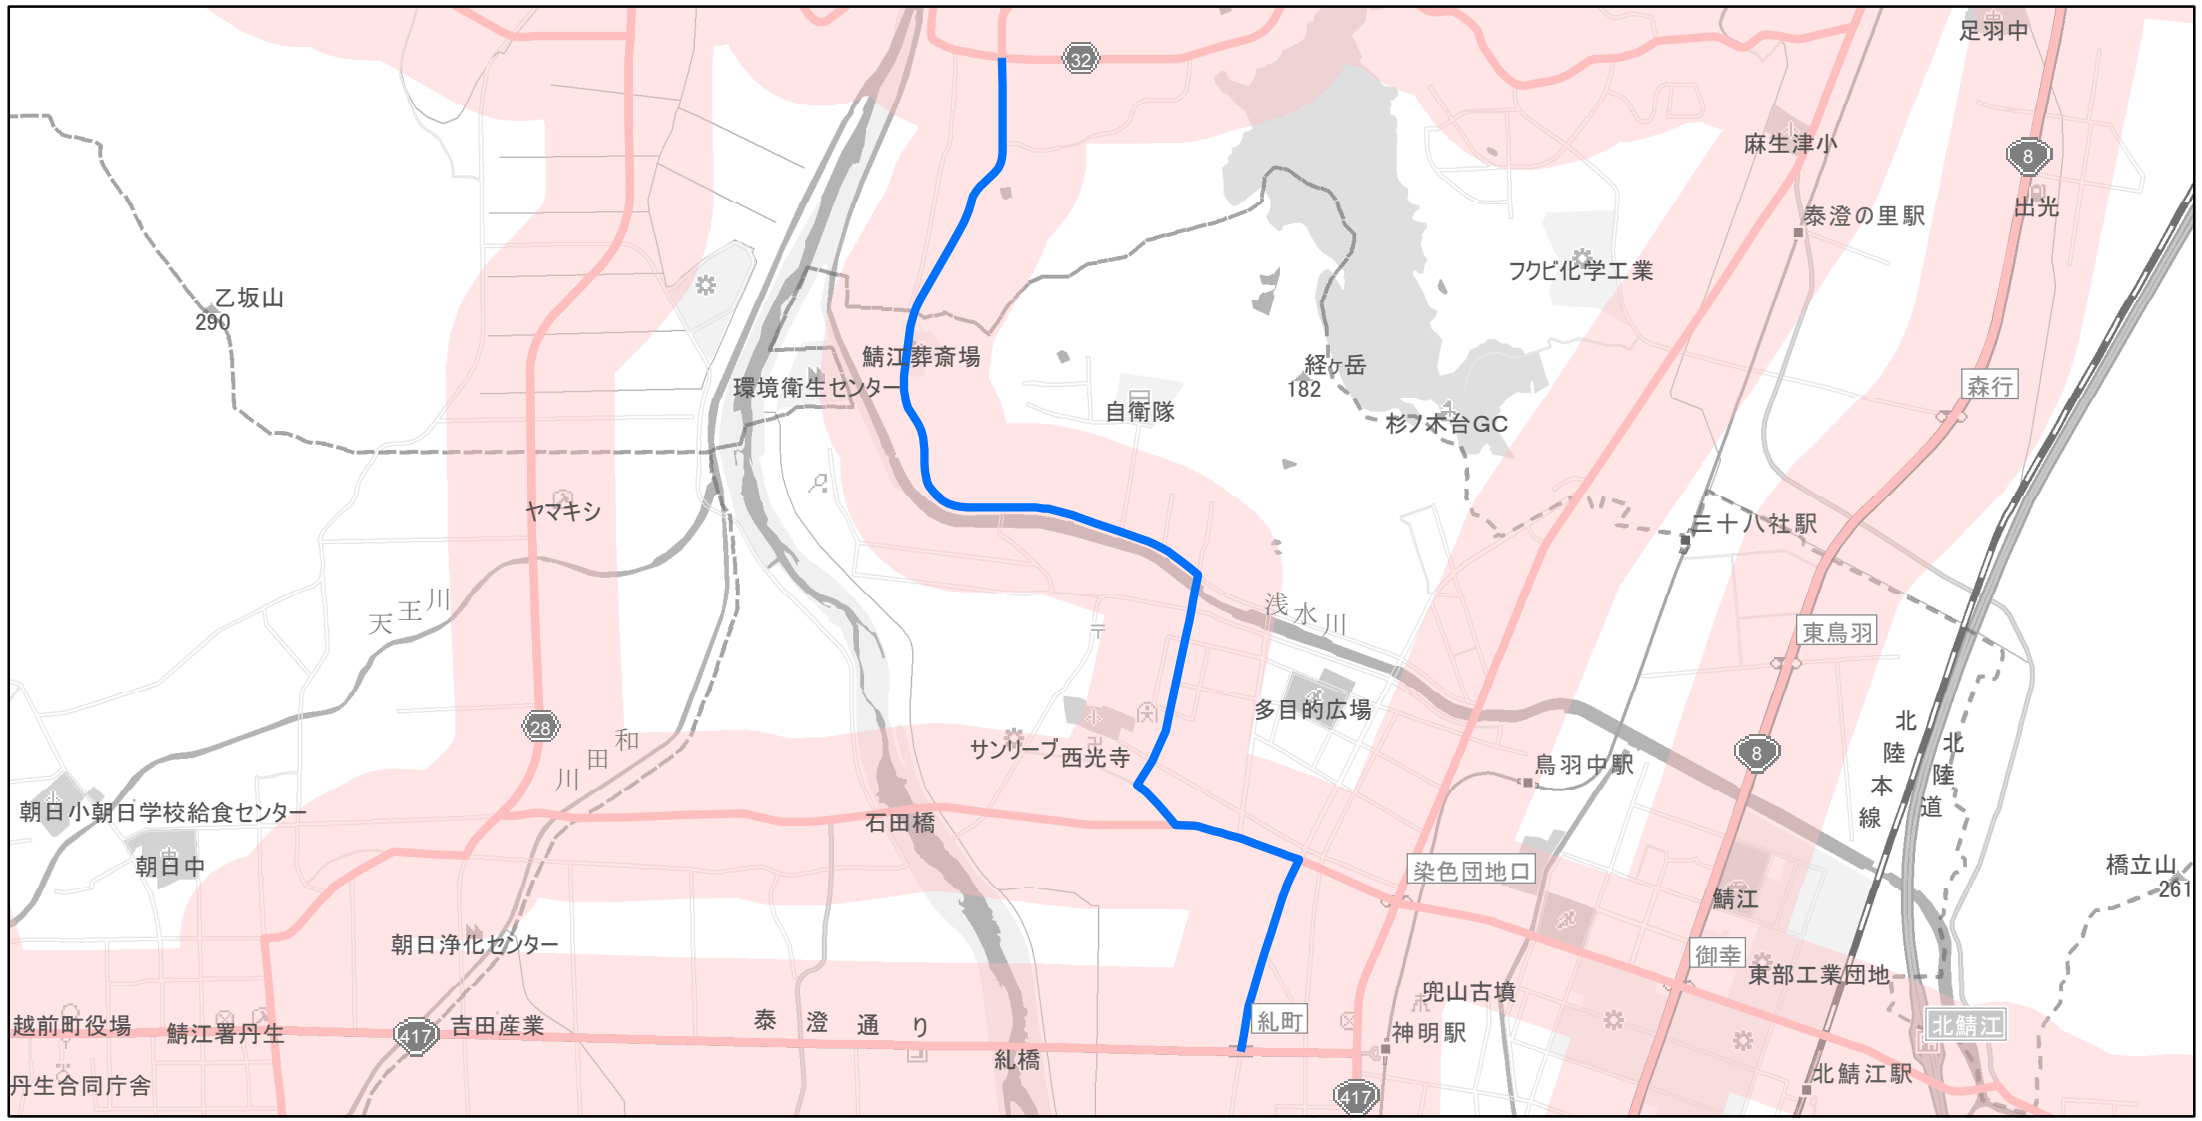 足羽中
32
麻生津小
8
出光
泰澄の里駅
フクビ化学工業
乙坂山
290
鯖江葬斎場
環境衛生センター
経ヶ岳
182
自衛隊
森行
杉ノ木台GC
ヤマキシ
三十八社駅
天王川
浅水川
東鳥羽
28
和田川
多目的広場
サンリーブ
西光寺
鳥羽中駅
8
北陸本線
北陸道
朝日小
朝日学校給食センター
石田橋
朝日中
染色団地口
橋立山
261
鯖江
朝日浄化センター
御幸
東部工業団地
兜山古墳
越前町役場
鯖江署丹生
417
吉田産業
泰澄通り
糺町
神明駅
北鯖江
糺橋
丹生合同庁舎
417
北鯖江駅